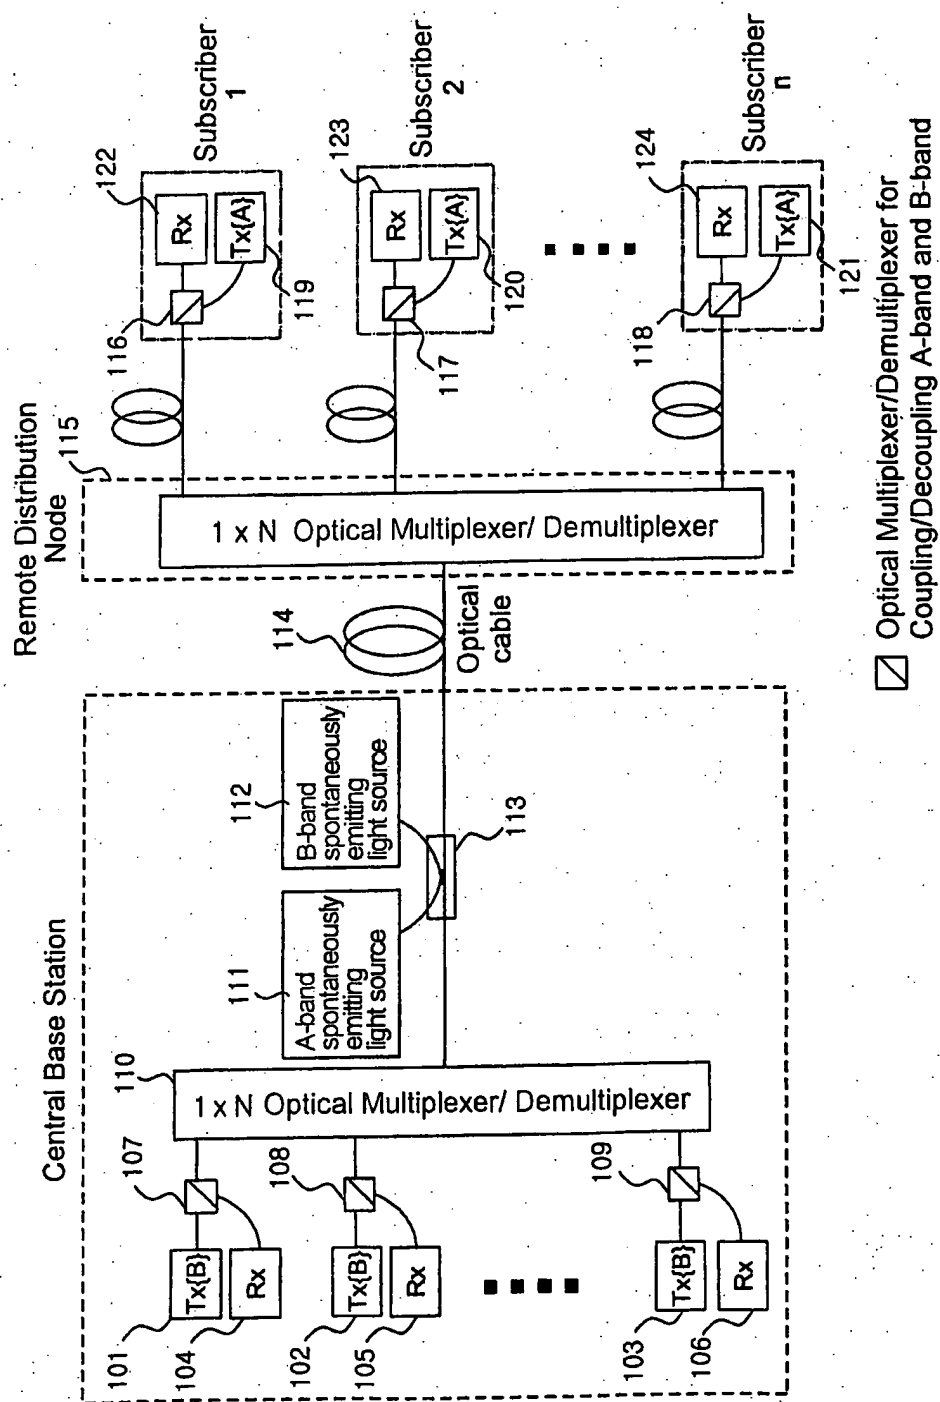 Central Base Station
Remote Distribution
Node
101
Tx{B}
104
Rx
107
102
Tx{B}
105
Rx
108
103
Tx{B}
106
Rx
109
110
1 x N Optical Multiplexer/ Demultiplexer
111
A-band
spontaneously
emitting
light source
112
B-band
spontaneously
emitting
light source
113
114
Optical
cable
115
1 x N Optical Multiplexer/ Demultiplexer
116
Rx
122
Tx{A}
119
Subscriber
1
117
Rx
123
Tx{A}
120
Subscriber
2
118
Rx
124
Tx{A}
121
Subscriber
n
Optical Multiplexer/Demultiplexer for
Coupling/Decoupling A-band and B-band